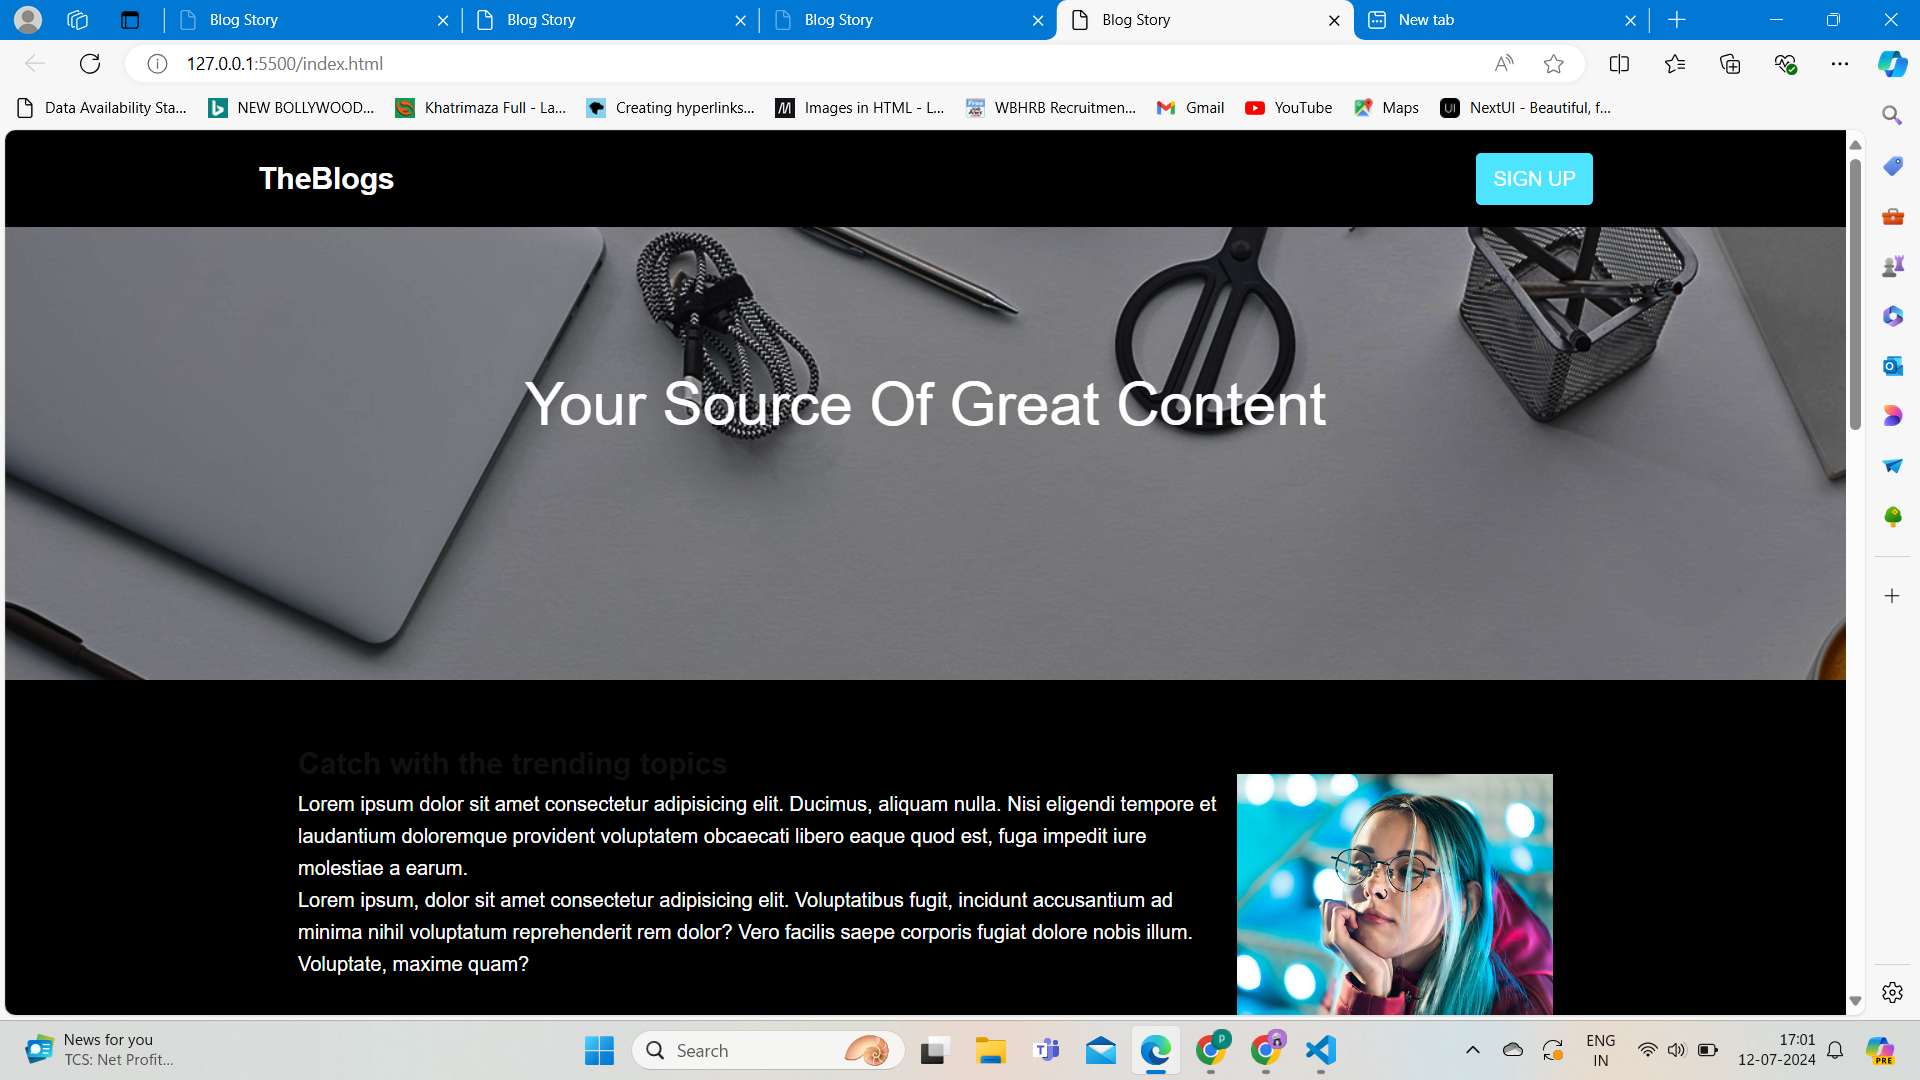 Blog Story
Blog Story
Blog Story
Blog Story
New tab
127.0.0.1:5500/index.html
Data Availability Sta...
NEW BOLLYWOOD...
Khatrimaza Full - La...
Creating hyperlinks...
Images in HTML - L...
WBHRB Recruitmen...
Gmail
YouTube
Maps
UI
NextUI - Beautiful, f...
TheBlogs
SIGN UP
Your Source Of Great Content
Catch with the trending topics
Lorem ipsum dolor sit amet consectetur adipisicing elit. Ducimus, aliquam nulla. Nisi eligendi tempore et
laudantium doloremque provident voluptatem obcaecati libero eaque quod est, fuga impedit iure
molestiae a earum.
Lorem ipsum, dolor sit amet consectetur adipisicing elit. Voluptatibus fugit, incidunt accusantium ad
minima nihil voluptatum reprehenderit rem dolor? Vero facilis saepe corporis fugiat dolore nobis illum.
Voluptate, maxime quam?
News for you
TCS: Net Profit...
Search
P
ENG
IN
17:01
12-07-2024
PRE